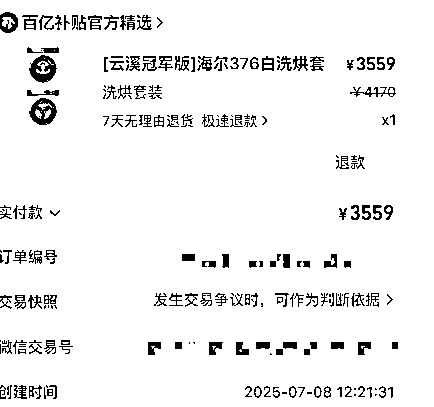 百亿补贴官方精选 >
[云溪冠军版]海尔376白洗烘套 ¥3559
洗烘套装 ¥4170
7天无理由退货 极速退款 > x1
退款
实付款 ¥3559
订单编号
交易快照 发生交易争议时，可作为判断依据 >
微信交易号
创建时间 2025-07-08 12:21:31